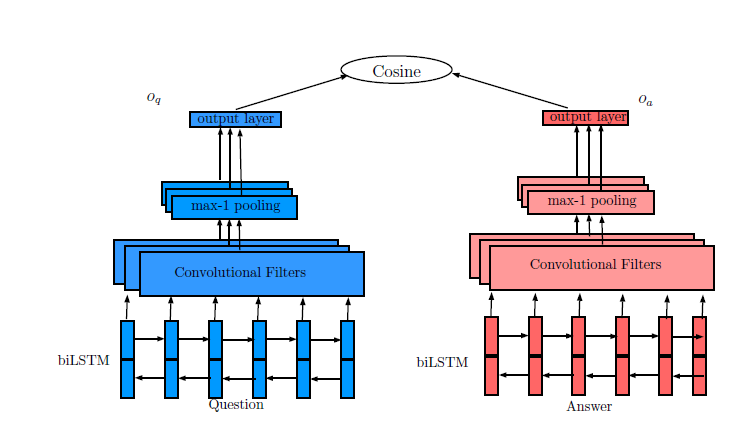 Cosine
o_q
o_a
output layer
output layer
max-1 pooling
max-1 pooling
Convolutional Filters
Convolutional Filters
biLSTM
biLSTM
Question
Answer